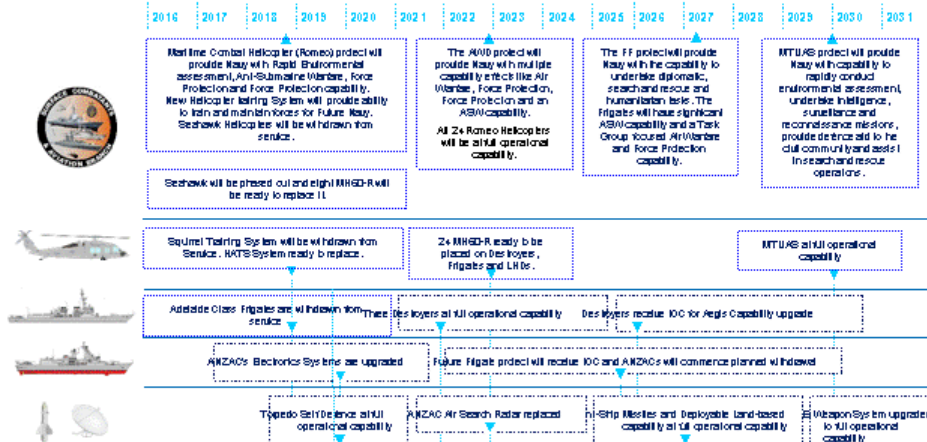 2016 2017 2018 2019 2020 2021 2022 2023 2024 2025 2026 2027 2028 2029 2030 2031
Maritime Combat Helicopter (Romeo) project will
provide Navy with Rapid Environmental
assessment, Anti-Submarine Warfare, Force
Protection and Force Protection capability.
New Helicopter training System will provide ability
to train and maintain forces for Future Navy.
Seahawk Helicopters will be withdrawn from
service.
The AWD project will
provide Navy with multiple
capability effects like Air
Warfare, Force Protection,
Force Protection and an
ASW capability.
All 24 Romeo Helicopters
will be at full operational
capability.
The FF project will provide
Navy with the capability to
undertake diplomatic,
search and rescue and
humanitarian tasks. The
Frigates will have significant
ASW capability and a Task
Group focused Air Warfare
and Force Protection
capability.
MTUAS project will provide
Navy with capability to
rapidly conduct
environmental assessment,
undertake intelligence,
surveillance and
reconnaissance missions,
provide defence aid to the
civil community and assist
in search and rescue
operations.
SURFACE COMBATANTS
& AVIATION BRANCH
Seahawk will be phased out and eight MH60-R will
be ready to replace it.
Squirrel Training System will be withdrawn from
Service. HATS System ready to replace.
24 MH60-R ready to be
placed on Destroyers,
Frigates and LHDs.
MTUAS at full operational
capability
Adelaide Class Frigates are withdrawn from
service
Three Destroyers at full operational capability
Destroyers receive IOC for Aegis Capability upgrade
ANZAC's Electronics Systems are upgraded
Future Frigate project will receive IOC and ANZACs will commence planned withdrawal
Torpedo Self Defence at full
operational capability
ANZAC Air Search Radar replaced
-Ship Missiles and Deployable Land-based
capability at full operational capability
Weapon System upgraded
to full operational
capability